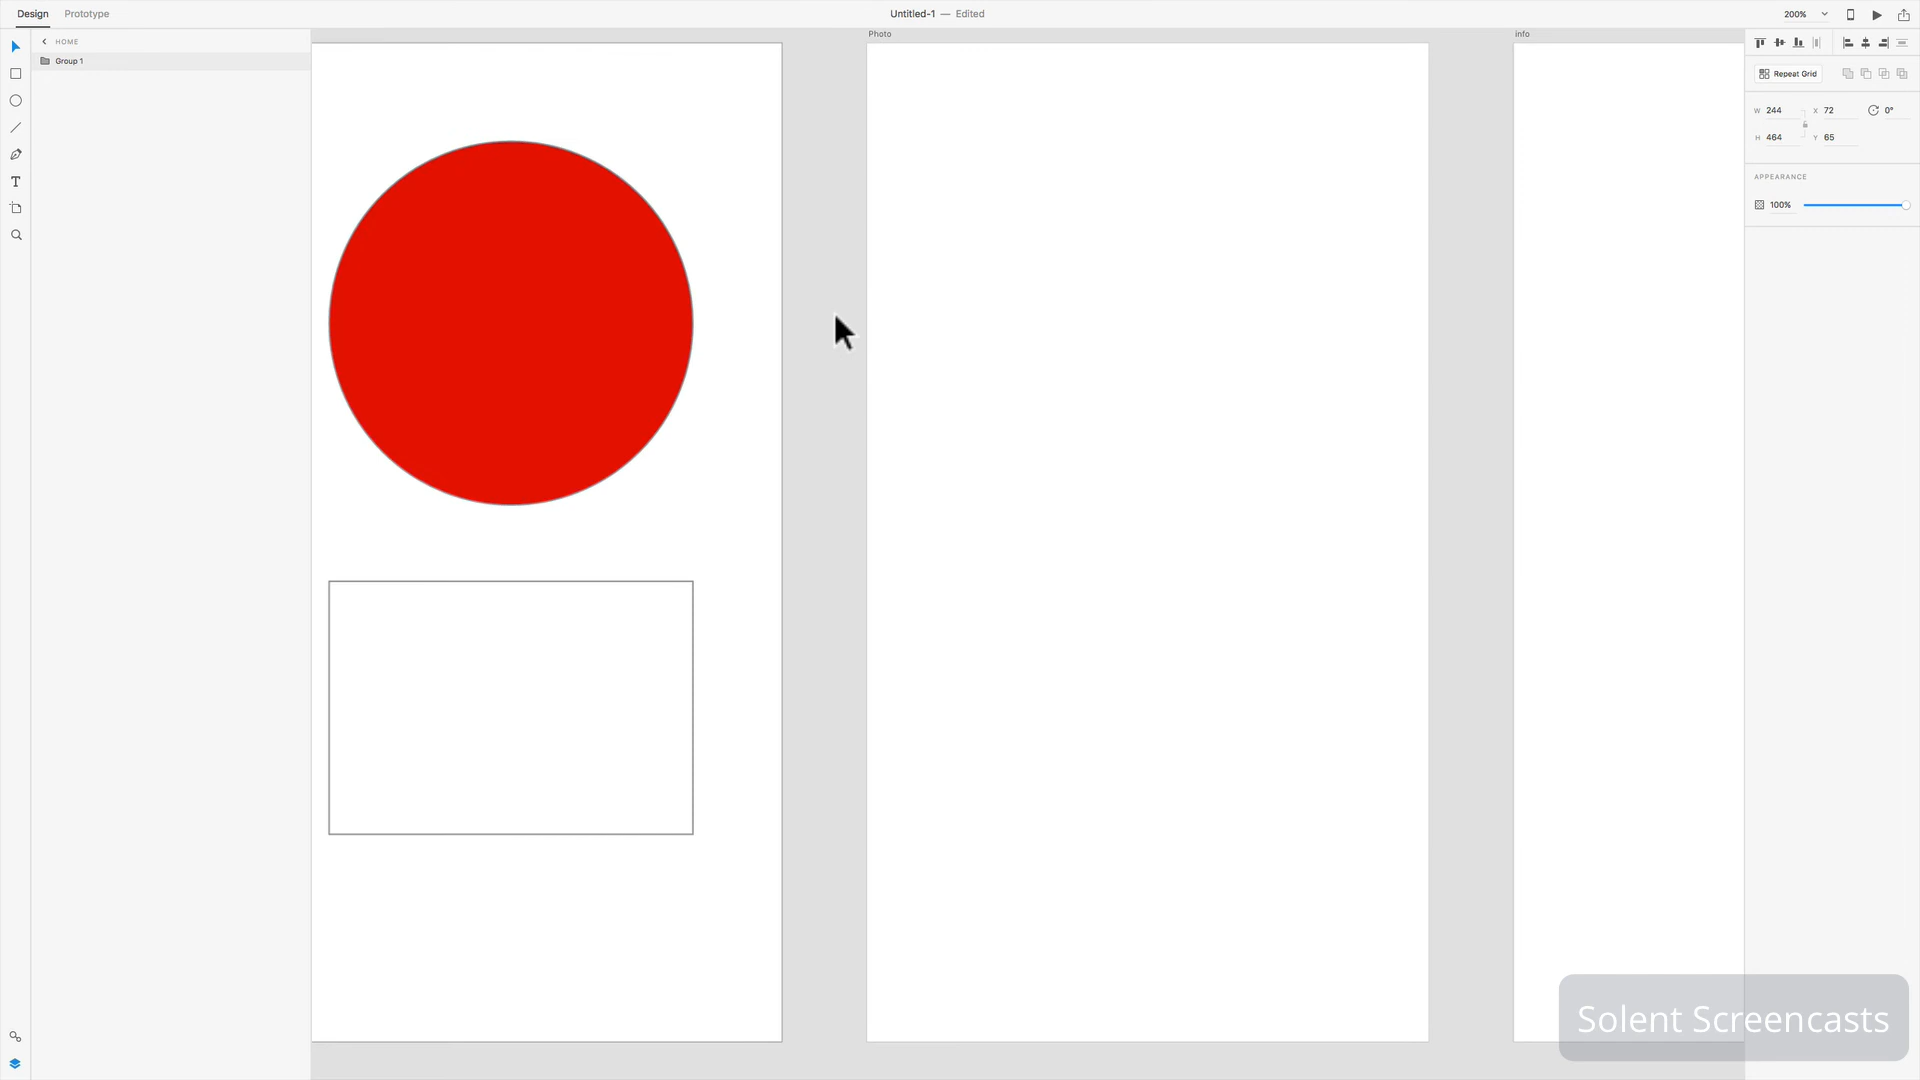 Design Prototype
Untitled-1 — Edited
200%
HOME
Group 1
Photo
info
Repeat Grid
W 244 X 72 0°
H 464 Y 65
APPEARANCE
100%
T
Solent Screencasts